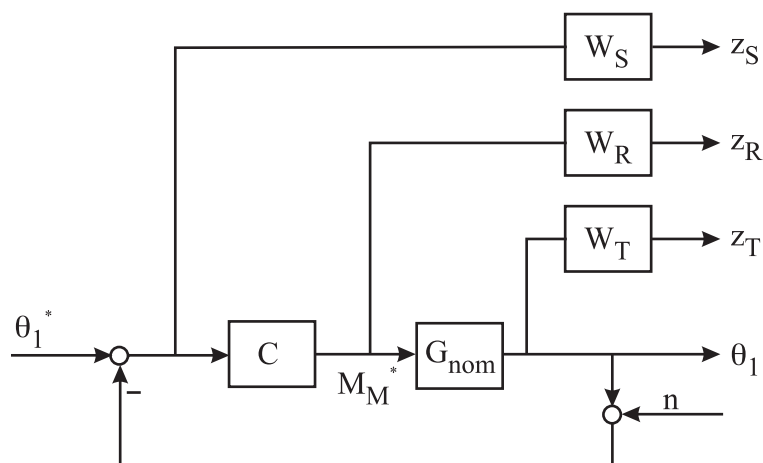 W_S z_S
W_R z_R
W_T z_T
θ_1^* C M_M^* G_nom θ_1
−
n